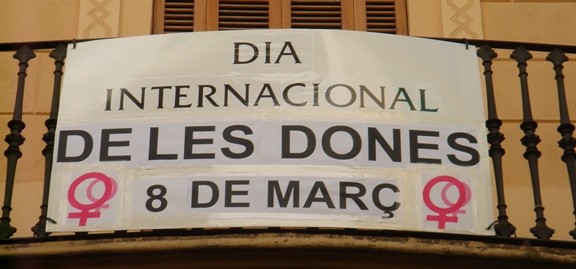 DIA
INTERNACIONAL
DE LES DONES
8 DE MARÇ